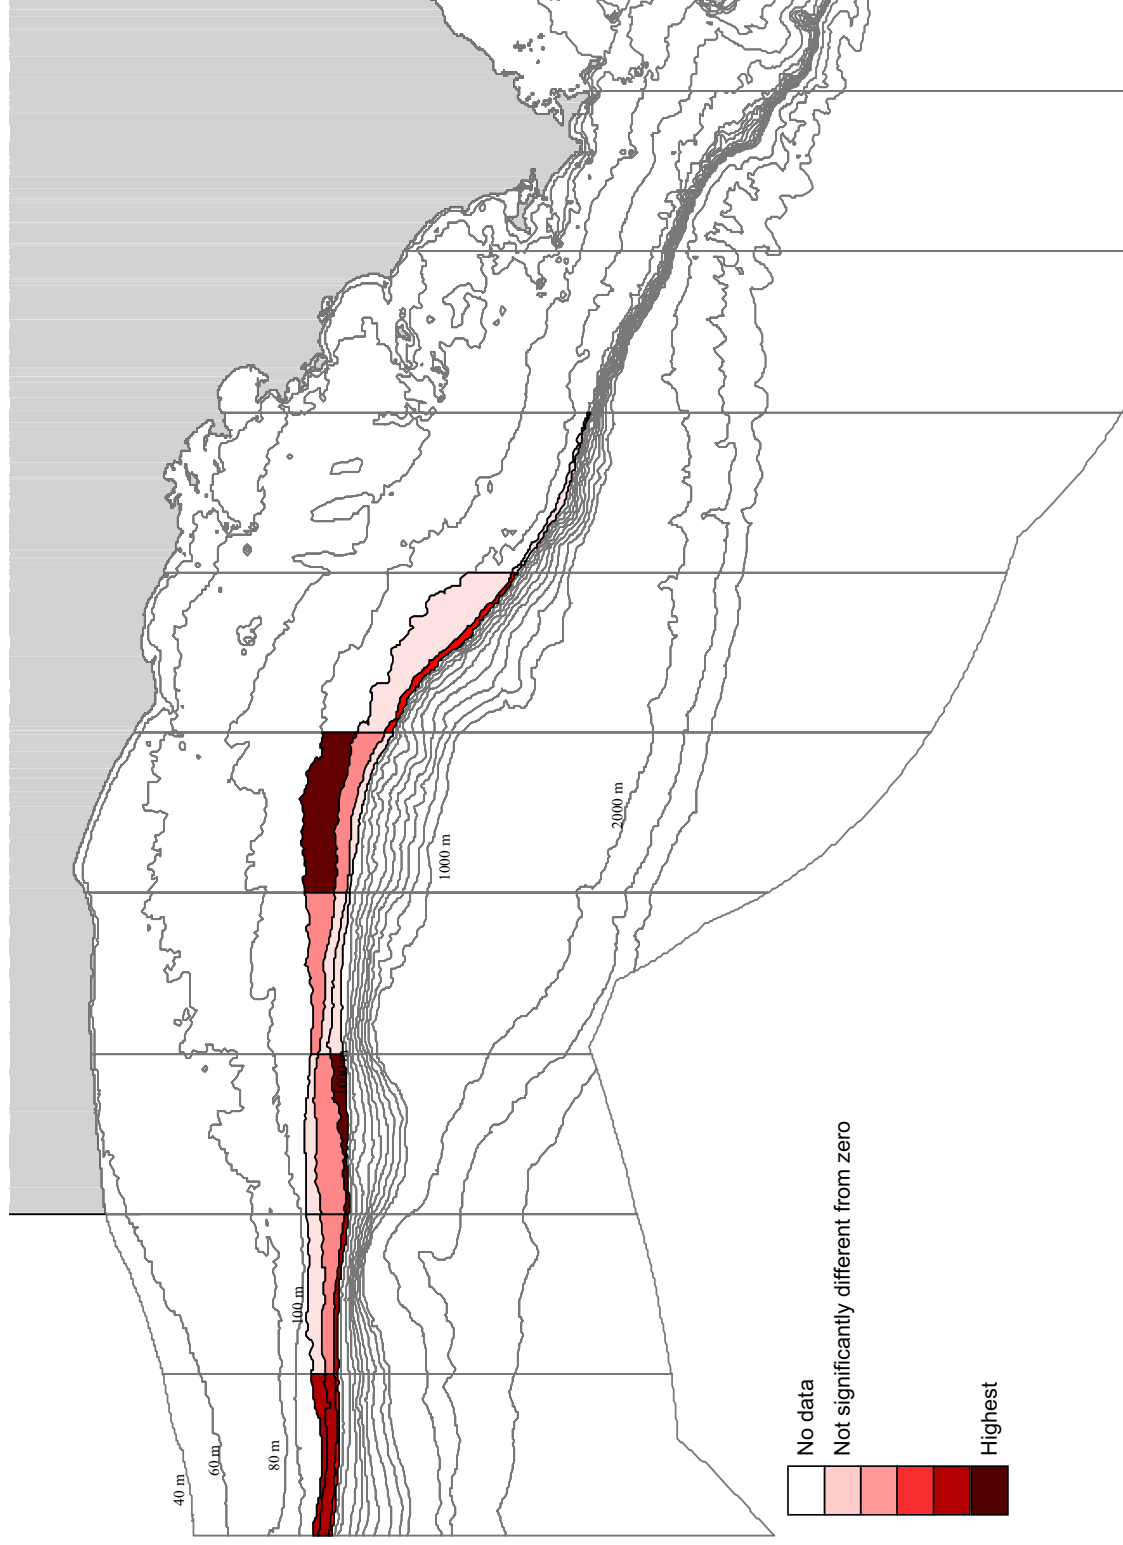 40 m
60 m
80 m
100 m
1000 m
2000 m
No data
Not significantly different from zero
Highest